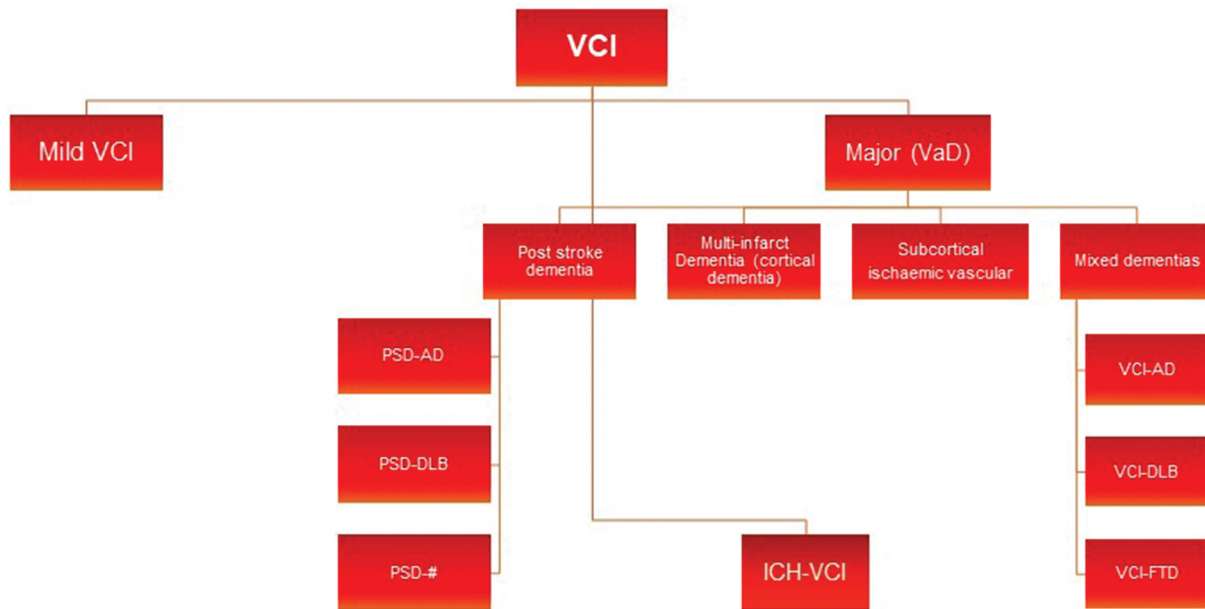 VCI
Mild VCI
Major (VaD)
Post stroke
dementia
Multi-infarct
Dementia (cortical
dementia)
Subcortical
ischaemic vascular
Mixed dementias
PSD-AD
PSD-DLB
PSD-#
ICH-VCI
VCI-AD
VCI-DLB
VCI-FTD